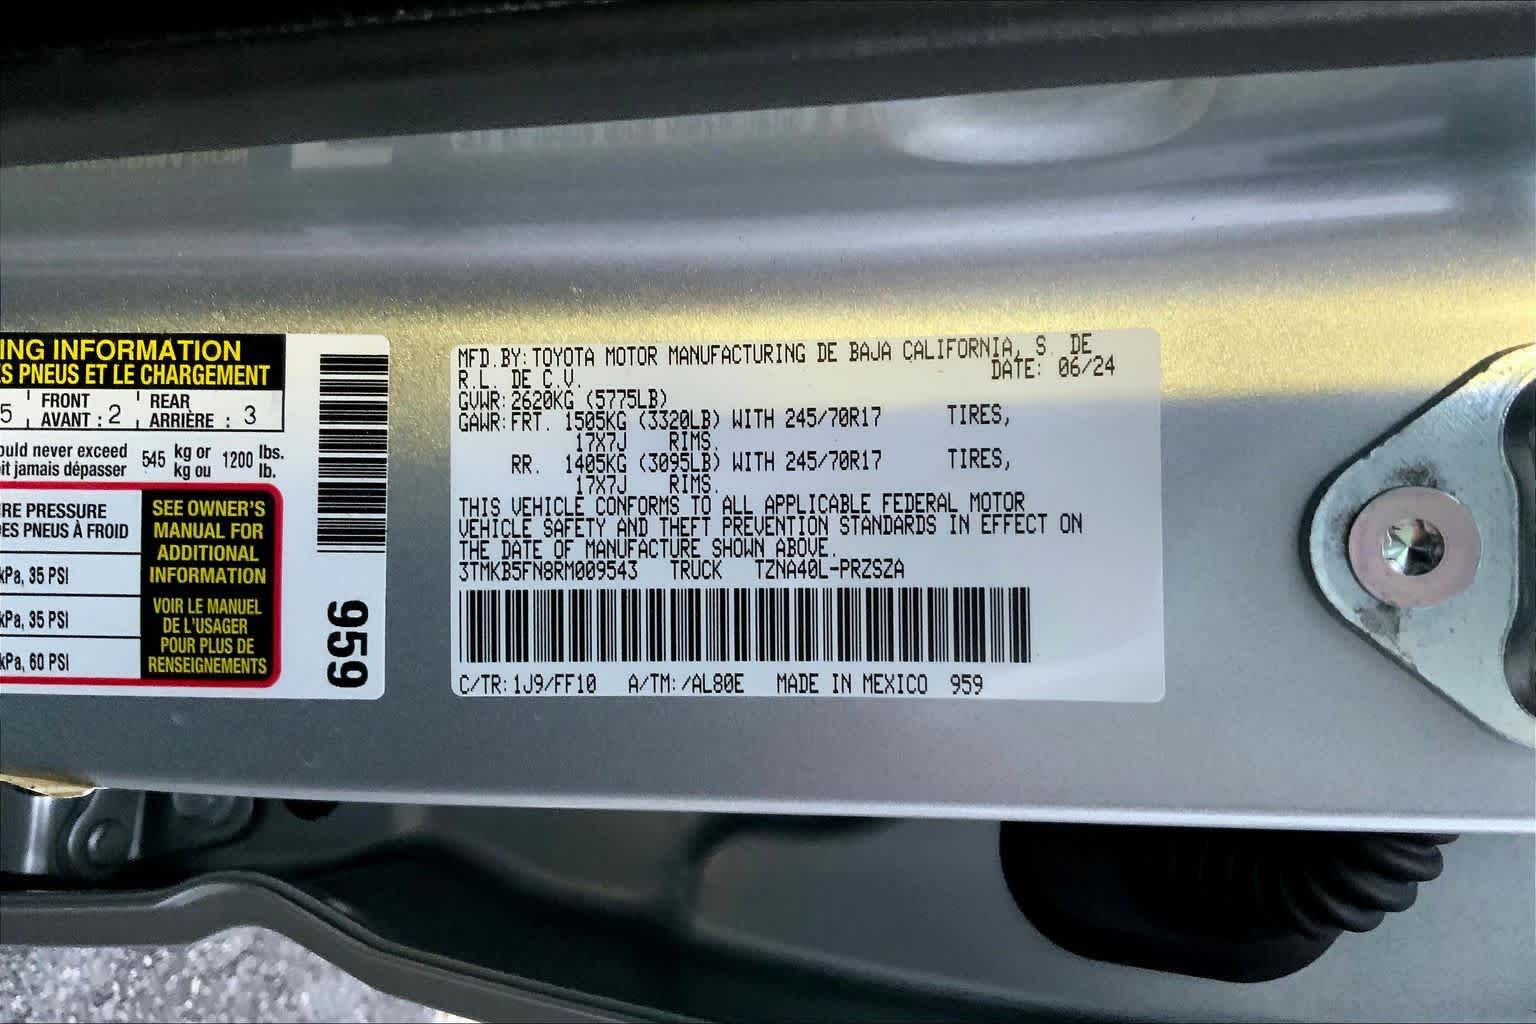 ING INFORMATION
S PNEUS ET LE CHARGEMENT
5 FRONT AVANT : 2 REAR ARRIÈRE : 3
ould never exceed 545 kg or 1200 lbs.
it jamais dépasser kg ou lb.
RE PRESSURE
DES PNEUS À FROID
kPa, 35 PSI
kPa, 35 PSI
kPa, 60 PSI
SEE OWNER'S
MANUAL FOR
ADDITIONAL
INFORMATION
VOIR LE MANUEL
DE L'USAGER
POUR PLUS DE
RENSEIGNEMENTS
959
MFD.BY:TOYOTA MOTOR MANUFACTURING DE BAJA CALIFORNIA, S. DE
R.L. DE C.V. DATE: 06/24
GVWR:2620KG (5775LB)
GAWR:FRT. 1505KG (3320LB) WITH 245/70R17 TIRES,
17X7J RIMS.
RR. 1405KG (3095LB) WITH 245/70R17 TIRES,
17X7J RIMS.
THIS VEHICLE CONFORMS TO ALL APPLICABLE FEDERAL MOTOR
VEHICLE SAFETY AND THEFT PREVENTION STANDARDS IN EFFECT ON
THE DATE OF MANUFACTURE SHOWN ABOVE.
3TMKB5FN8RM009543 TRUCK TZNA40L-PRZSZA
C/TR:1J9/FF10 A/TM:/AL80E MADE IN MEXICO 959